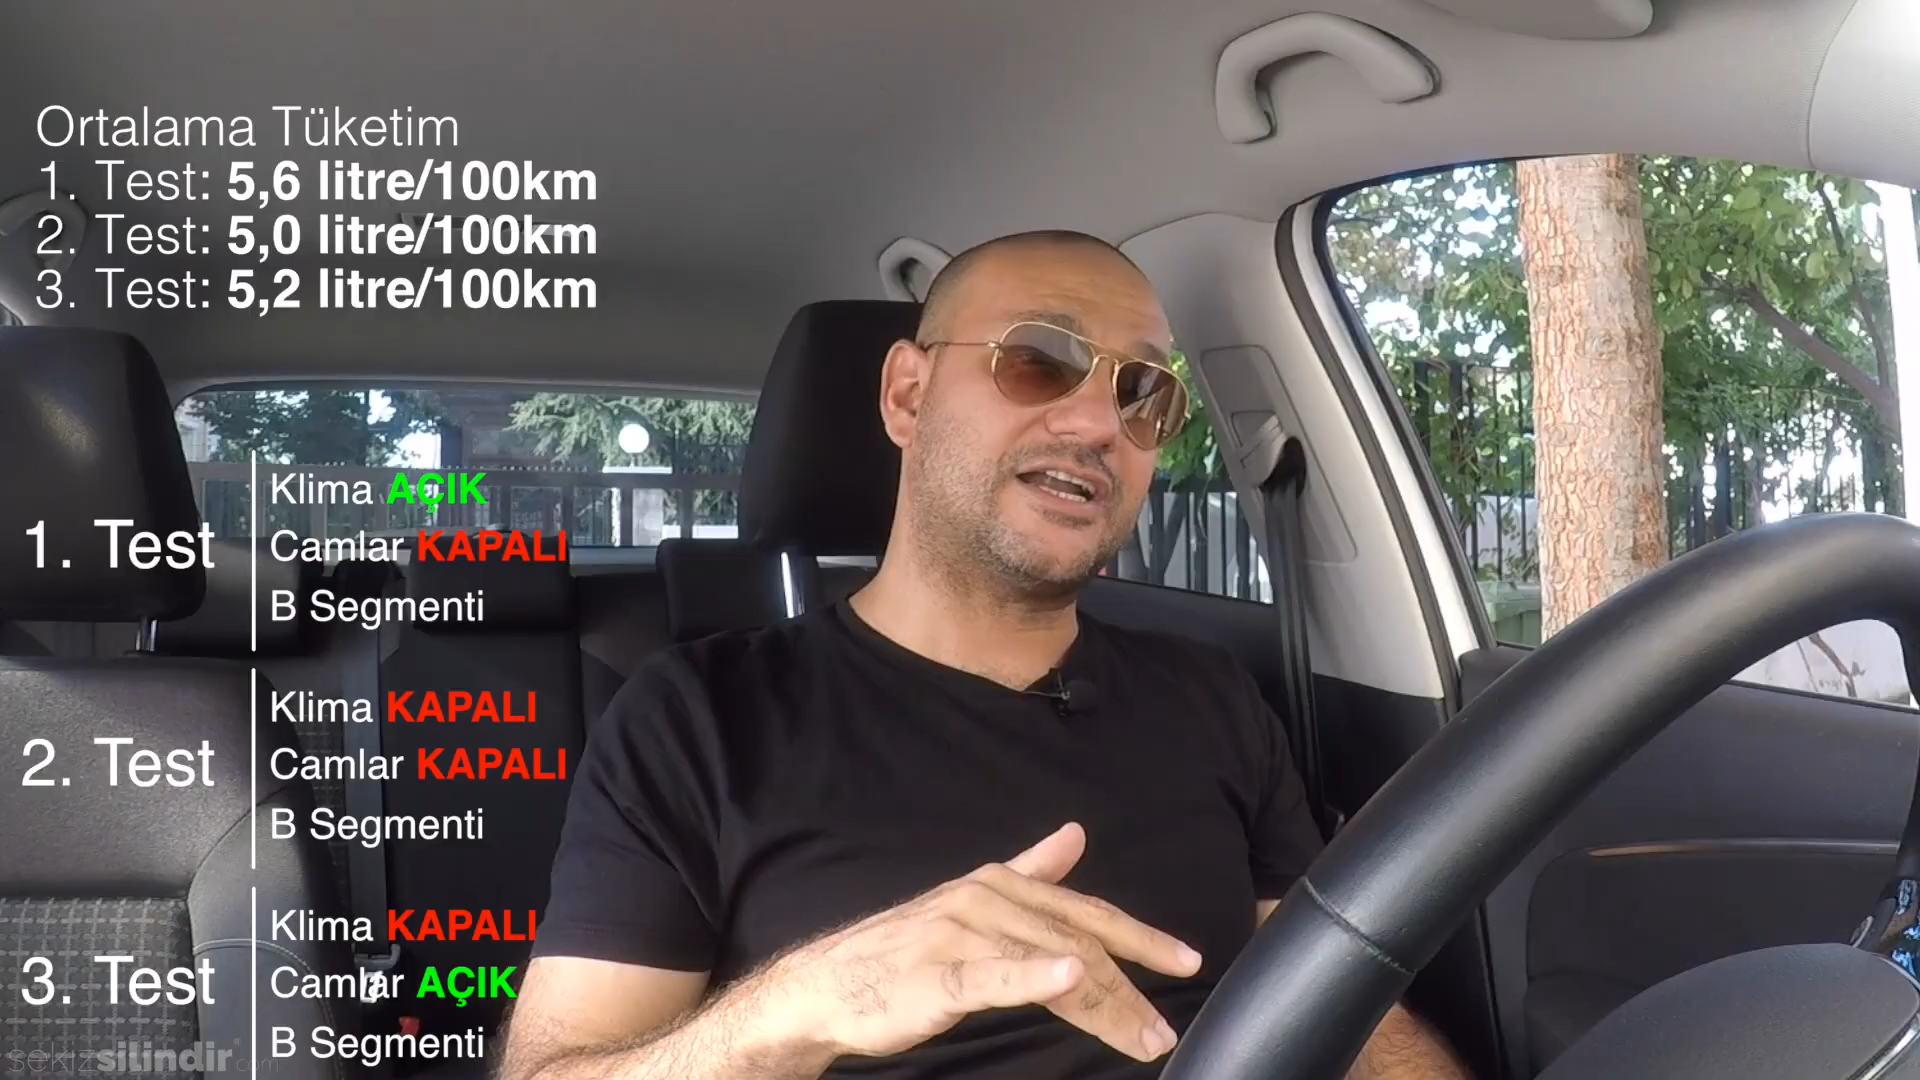 Ortalama Tüketim
1. Test: 5,6 litre/100km
2. Test: 5,0 litre/100km
3. Test: 5,2 litre/100km
1. Test
Klima AÇIK
Camlar KAPALI
B Segmenti
2. Test
Klima KAPALI
Camlar KAPALI
B Segmenti
3. Test
Klima KAPALI
Camlar AÇIK
B Segmenti
sekizsilindir.com